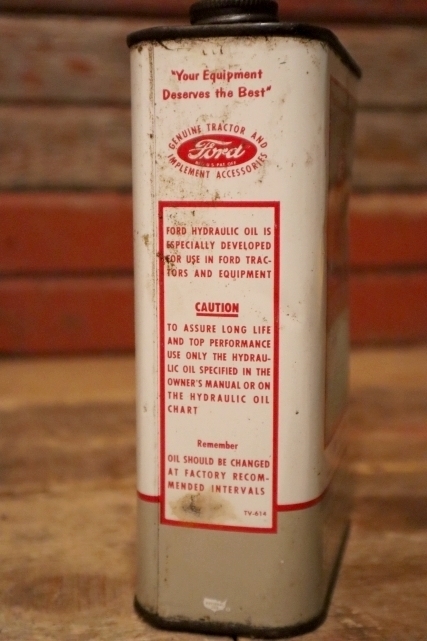 "Your Equipment
Deserves the Best"
GENUINE TRACTOR AND
Ford
IMPLEMENT ACCESSORIES
FORD HYDRAULIC OIL IS
ESPECIALLY DEVELOPED
FOR USE IN FORD TRAC-
TORS AND EQUIPMENT
CAUTION
TO ASSURE LONG LIFE
AND TOP PERFORMANCE
USE ONLY THE HYDRAU-
LIC OIL SPECIFIED IN THE
OWNER'S MANUAL OR ON
THE HYDRAULIC OIL
CHART
Remember
OIL SHOULD BE CHANGED
AT FACTORY RECOM-
MENDED INTERVALS
TV-614